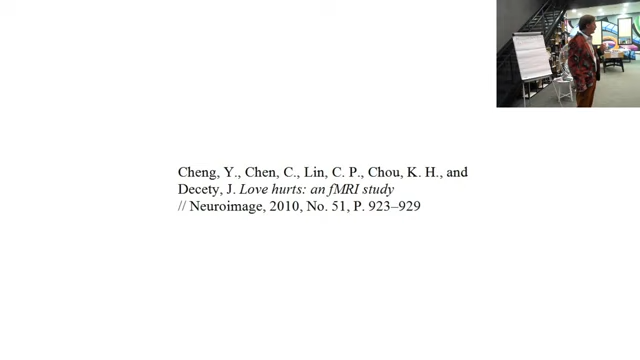 Cheng, Y., Chen, C., Lin, C. P., Chou, K. H., and
Decety, J. Love hurts: an fMRI study
// Neuroimage, 2010, No. 51, P. 923–929